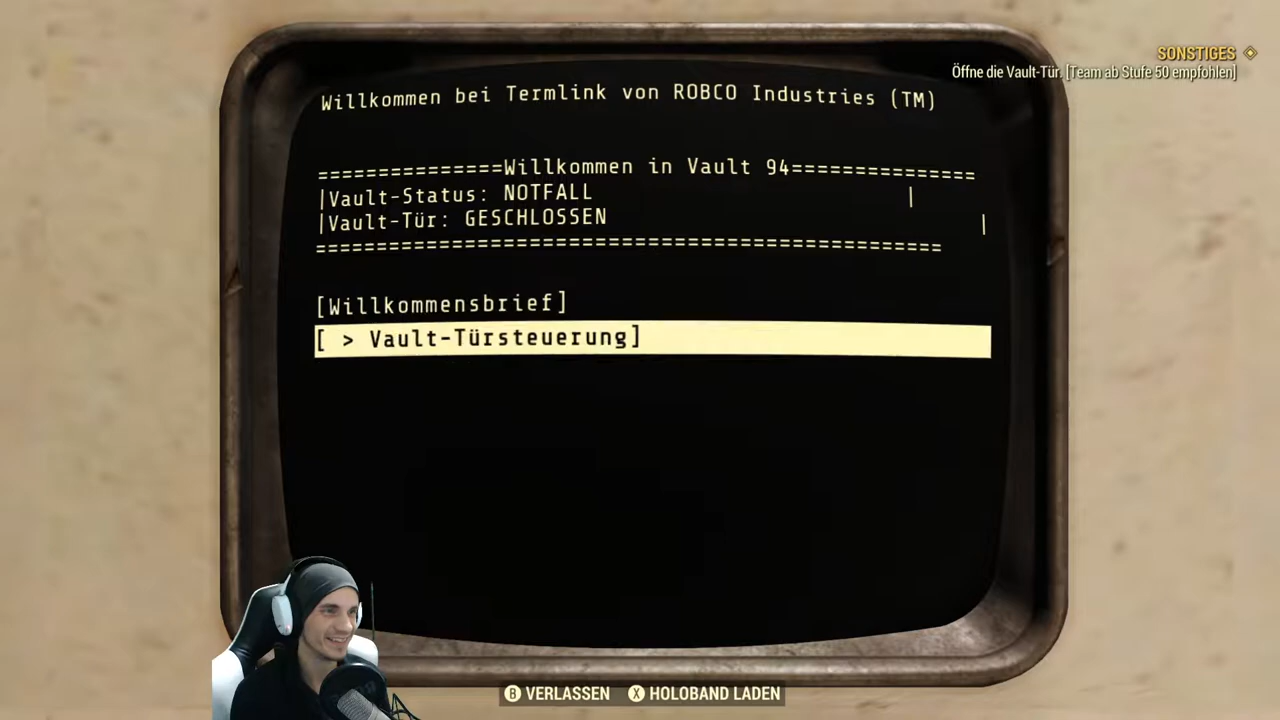 SONSTIGES
Öffne die Vault-Tür. [Team ab Stufe 50 empfohlen]
Willkommen bei Termlink von ROBCO Industries (TM)
===============Willkommen in Vault 94===============
|Vault-Status: NOTFALL |
|Vault-Tür: GESCHLOSSEN |
==================================================
[Willkommensbrief]
[ > Vault-Türsteuerung]
B VERLASSEN X HOLOBAND LADEN